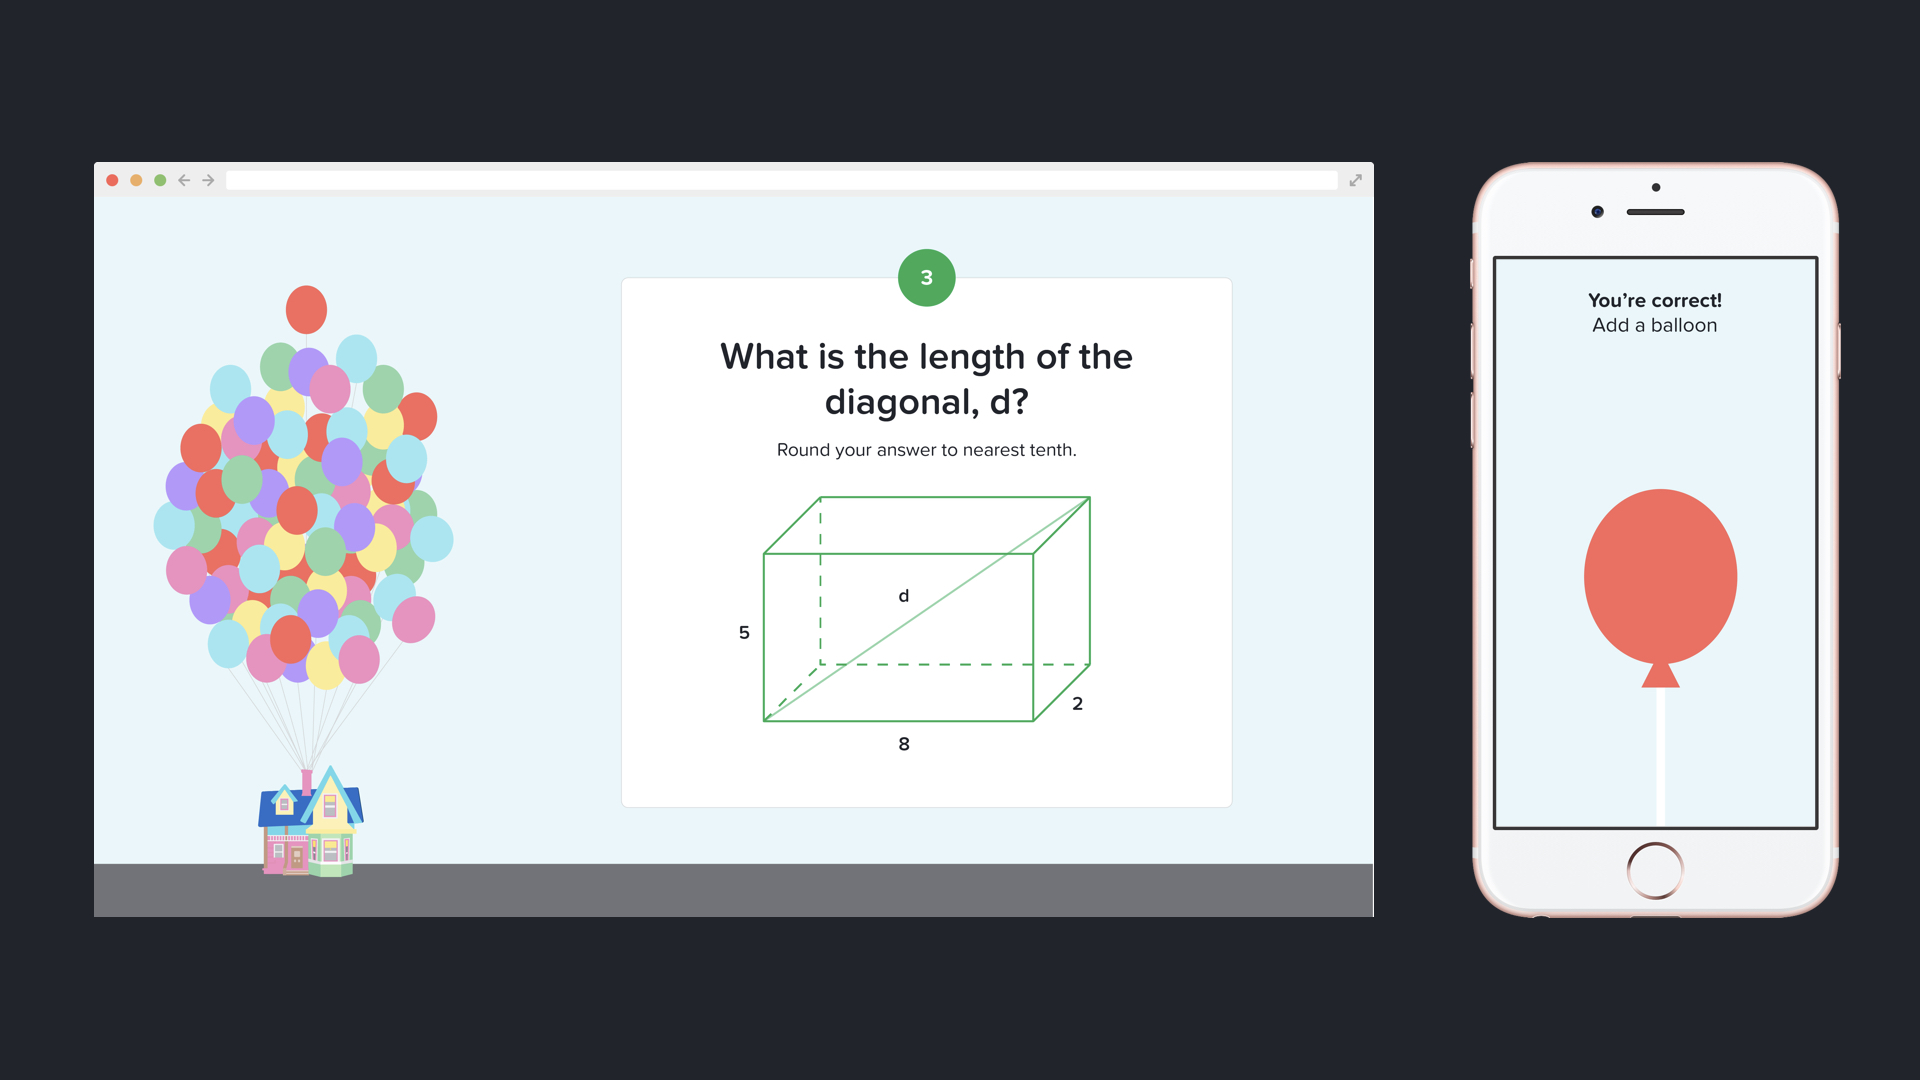 3
What is the length of the
diagonal, d?
Round your answer to nearest tenth.
d
5
2
8
You’re correct!
Add a balloon